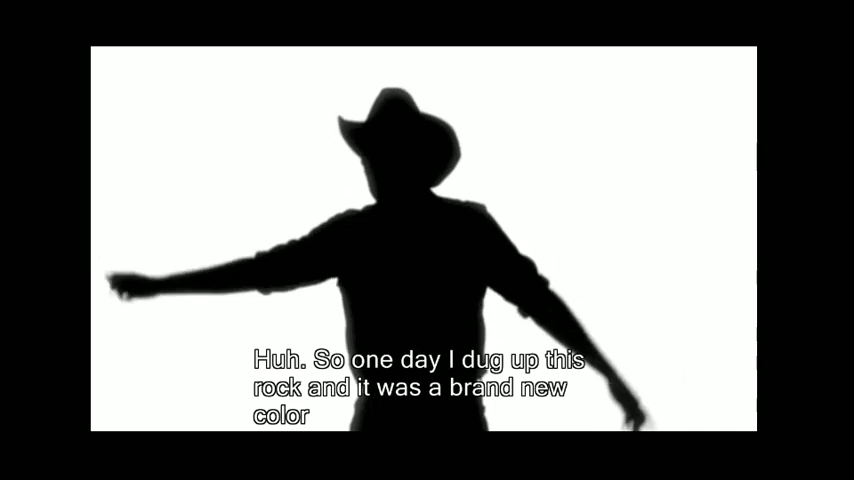 Huh. So one day I dug up this
rock and it was a brand new
color